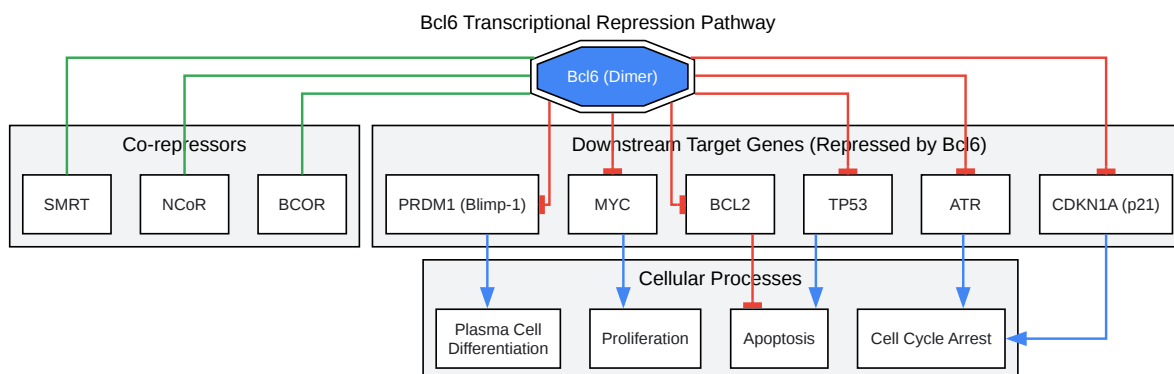 Bcl6 Transcriptional Repression Pathway
Bcl6 (Dimer)
Co-repressors
Downstream Target Genes (Repressed by Bcl6)
SMRT
NCoR
BCOR
PRDM1 (Blimp-1)
MYC
BCL2
TP53
ATR
CDKN1A (p21)
Cellular Processes
Plasma Cell
Differentiation
Proliferation
Apoptosis
Cell Cycle Arrest